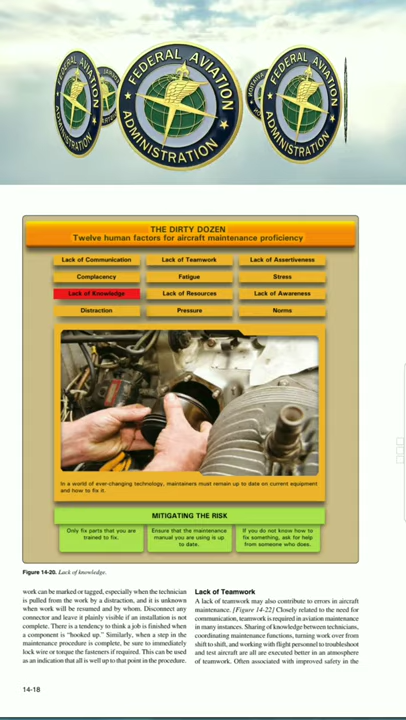 FEDERAL AVIATION
ADMINISTRATION
FEDERAL AVIATION
ADMINISTRATION
FEDERAL AVIATION
ADMINISTRATION
THE DIRTY DOZEN
Twelve human factors for aircraft maintenance proficiency
Lack of Communication
Lack of Teamwork
Lack of Assertiveness
Complacency
Fatigue
Stress
Lack of Knowledge
Lack of Resources
Lack of Awareness
Distraction
Pressure
Norms
In a world of ever-changing technology, maintainers must remain up to date on current equipment
and how to fix it.
MITIGATING THE RISK
Only fix parts that you are
trained to fix.
Ensure that the maintenance
manual you are using is up
to date.
If you do not know how to
fix something, ask for help
from someone who does.
Figure 14-20. Lack of knowledge.
work can be marked or tagged, especially when the technician
is pulled from the work by a distraction, and it is unknown
when work will be resumed and by whom. Disconnect any
connector and leave it plainly visible if an installation is not
complete. There is a tendency to think a job is finished when
a component is “hooked up.” Similarly, when a step in the
maintenance procedure is complete, be sure to immediately
lock wire or torque the fasteners if required. This can be used
as an indication that all is well up to that point in the procedure.
Lack of Teamwork
A lack of teamwork may also contribute to errors in aircraft
maintenance. [Figure 14-22] Closely related to the need for
communication, teamwork is required in aviation maintenance
in many instances. Sharing of knowledge between technicians,
coordinating maintenance functions, turning work over from
shift to shift, and working with flight personnel to troubleshoot
and test aircraft are all are executed better in an atmosphere
of teamwork. Often associated with improved safety in the
14-18